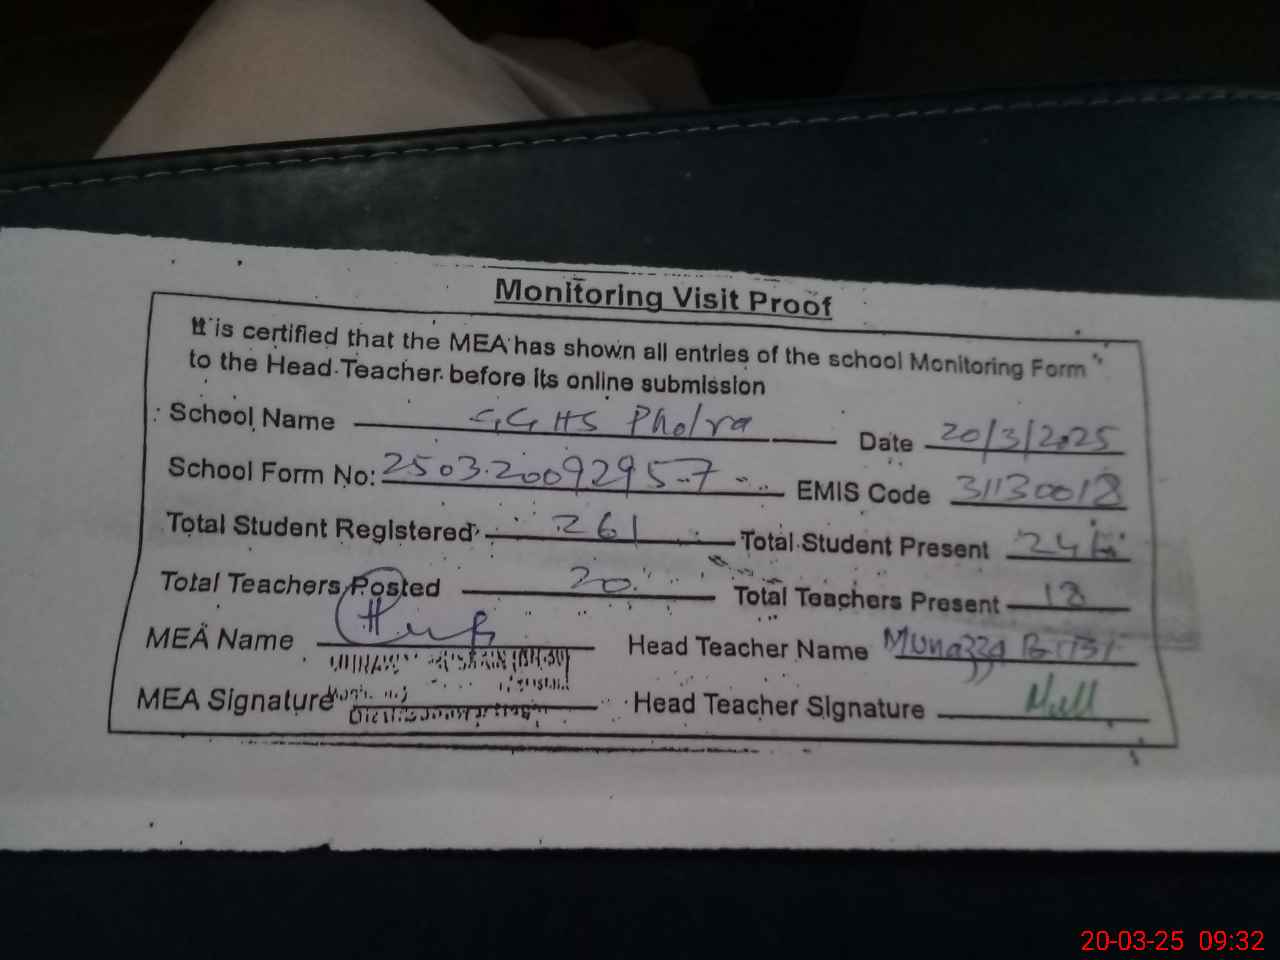 Monitoring Visit Proof
It is certified that the MEA has shown all entries of the school Monitoring Form
to the Head Teacher before its online submission
School Name GGHS Pholra Date 20/3/2025
School Form No: 250320092957 EMIS Code 31130018
Total Student Registered 261 Total Student Present
Total Teachers Posted 20 Total Teachers Present 18
MEA Name Head Teacher Name Munazza BiBi
MEA Signature Head Teacher Signature
20-03-25 09:32